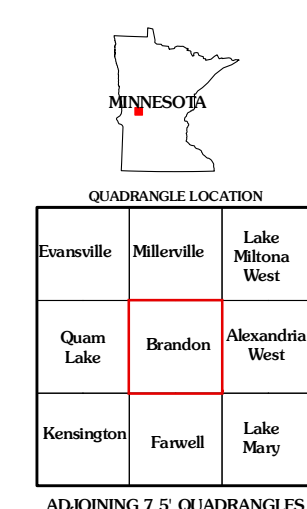 MINNESOTA
QUADRANGLE LOCATION
Evansville
Millerville
Lake
Miltona
West
Quam
Lake
Brandon
Alexandria
West
Kensington
Farwell
Lake
Mary
ADJOINING 7.5' QUADRANGLES